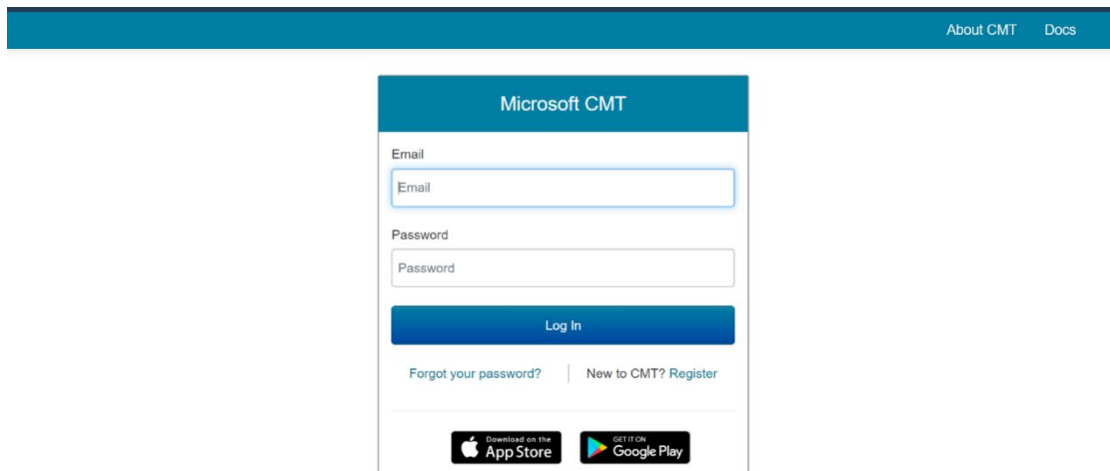 About CMT Docs
Microsoft CMT
Email
Email
Password
Password
Log In
Forgot your password? New to CMT? Register
Download on the
App Store
GET IT ON
Google Play